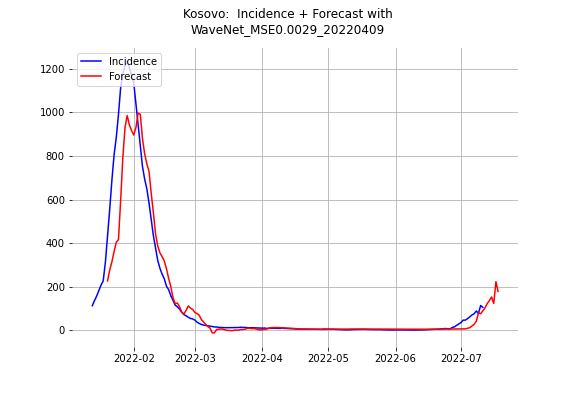 Kosovo:  Incidence + Forecast with
WaveNet_MSE0.0029_20220409
Incidence
Forecast
1200
1000
800
600
400
200
0
2022-02 2022-03 2022-04 2022-05 2022-06 2022-07